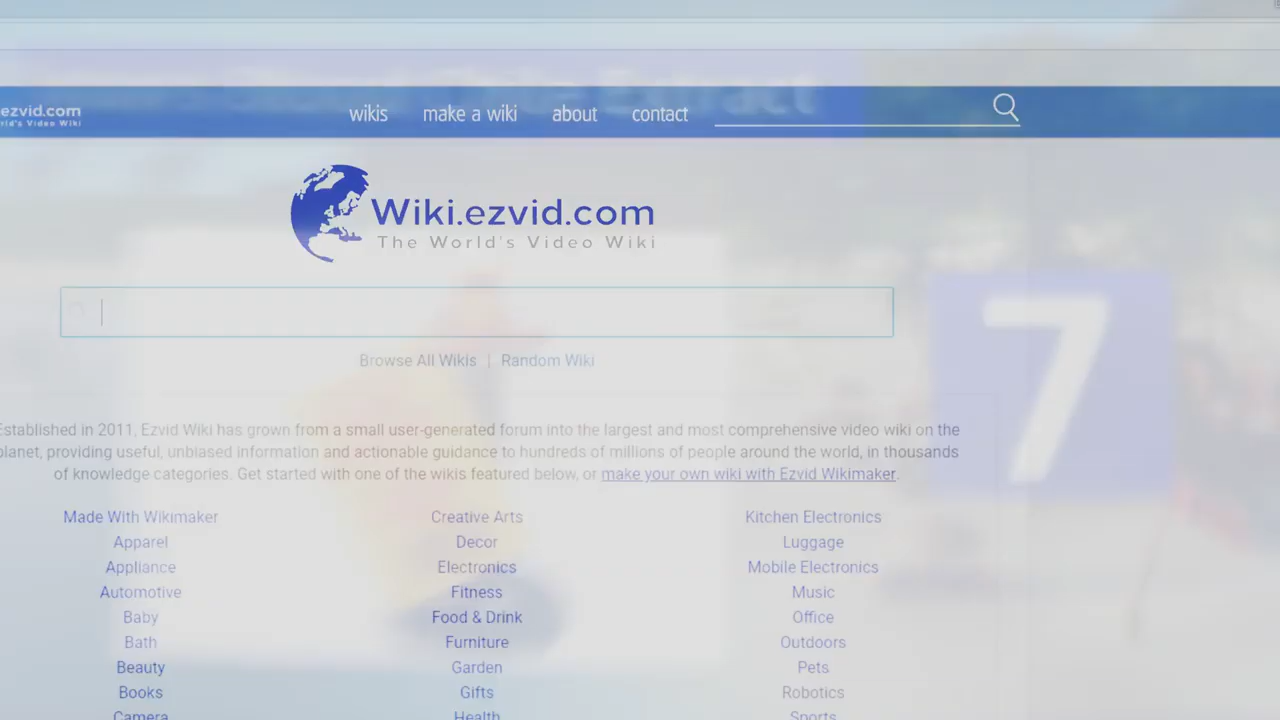 ezvid.com
wikis make a wiki about contact
Extract
Wiki.ezvid.com
The World's Video Wiki
7
Browse All Wikis | Random Wiki
Established in 2011, Ezvid Wiki has grown from a small user-generated forum into the largest and most comprehensive video wiki on the
planet, providing useful, unbiased information and actionable guidance to hundreds of millions of people around the world, in thousands
of knowledge categories. Get started with one of the wikis featured below, or make your own wiki with Ezvid Wikimaker.
Made With Wikimaker Creative Arts Kitchen Electronics
Apparel Decor Luggage
Appliance Electronics Mobile Electronics
Automotive Fitness Music
Baby Food & Drink Office
Bath Furniture Outdoors
Beauty Garden Pets
Books Gifts Robotics
Camera Health Sports